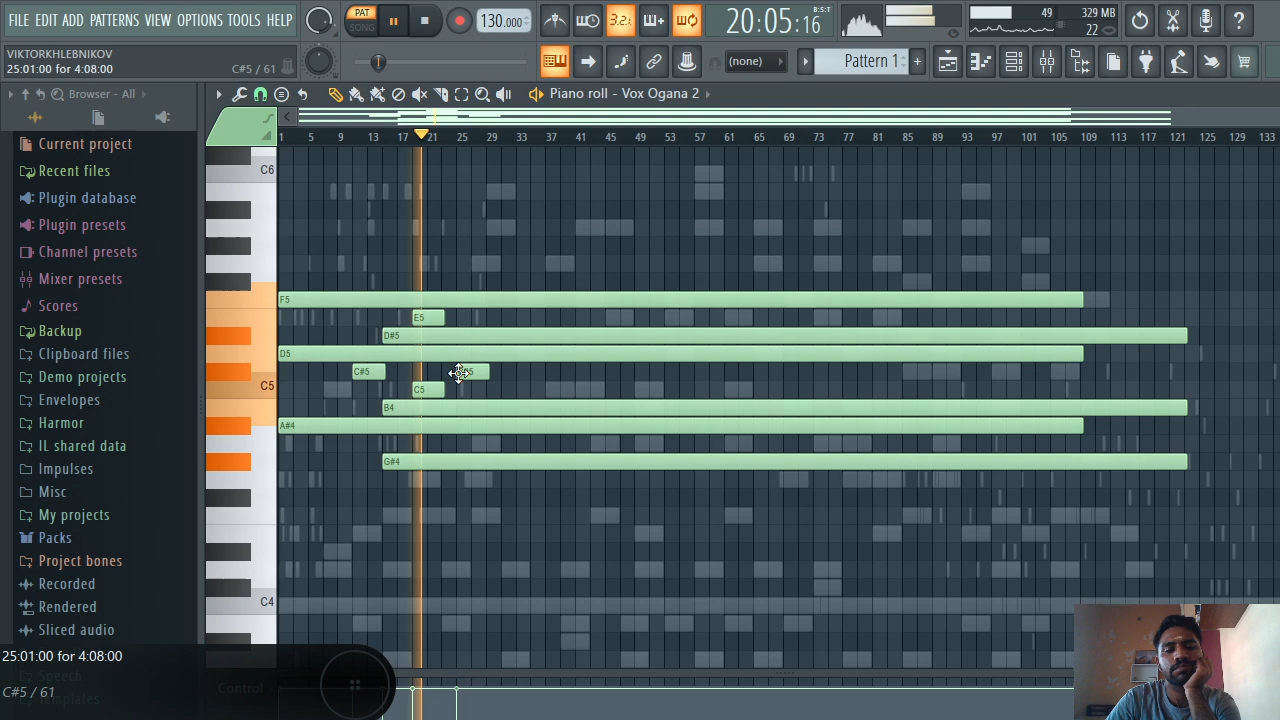 FILE EDIT ADD PATTERNS VIEW OPTIONS TOOLS HELP
PAT
SONG
130.000
3.2.
20:05:16
B:S:T
49
329 MB
22
VIKTORKHLEBNIKOV
25:01:00 for 4:08:00
C#5 / 61
(none)
Pattern 1
Browser - All
Piano roll - Vox Ogana 2
1 5 9 13 17 21 25 29 33 37 41 45 49 53 57 61 65 69 73 77 81 85 89 93 97 101 105 109 113 117 121 125 129 133
Current project
Recent files
Plugin database
Plugin presets
Channel presets
Mixer presets
Scores
Backup
Clipboard files
Demo projects
Envelopes
Harmor
IL shared data
Impulses
Misc
My projects
Packs
Project bones
Recorded
Rendered
Sliced audio
Speech
Templates
C6
C5
C4
F5
E5
D#5
D5
C#5
C5
B4
A#4
G#4
25:01:00 for 4:08:00
C#5 / 61
Control